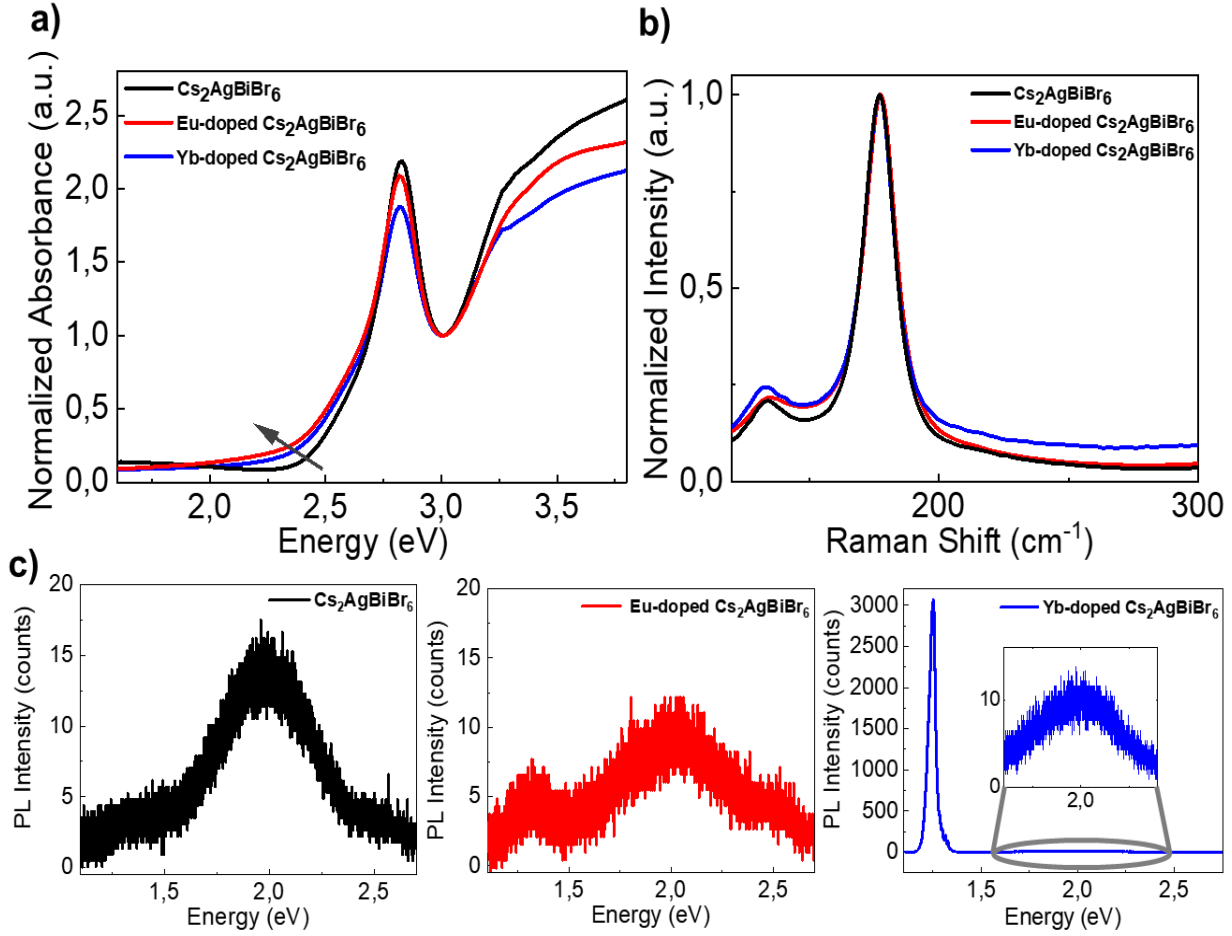 a)
Normalized Absorbance (a.u.)
2,5
2,0
1,5
1,0
0,5
0,0
Cs₂AgBiBr₆
Eu-doped Cs₂AgBiBr₆
Yb-doped Cs₂AgBiBr₆
2,0 2,5 3,0 3,5
Energy (eV)
b)
Normalized Intensity (a.u.)
1,0
0,5
0,0
Cs₂AgBiBr₆
Eu-doped Cs₂AgBiBr₆
Yb-doped Cs₂AgBiBr₆
200 300
Raman Shift (cm⁻¹)
c)
PL Intensity (counts)
20
15
10
5
0
Cs₂AgBiBr₆
1,5 2,0 2,5
Energy (eV)
PL Intensity (counts)
20
15
10
5
0
Eu-doped Cs₂AgBiBr₆
1,5 2,0 2,5
Energy (eV)
PL Intensity (counts)
3000
2500
2000
1500
1000
500
0
Yb-doped Cs₂AgBiBr₆
10
0
2,0
1,5 2,0 2,5
Energy (eV)